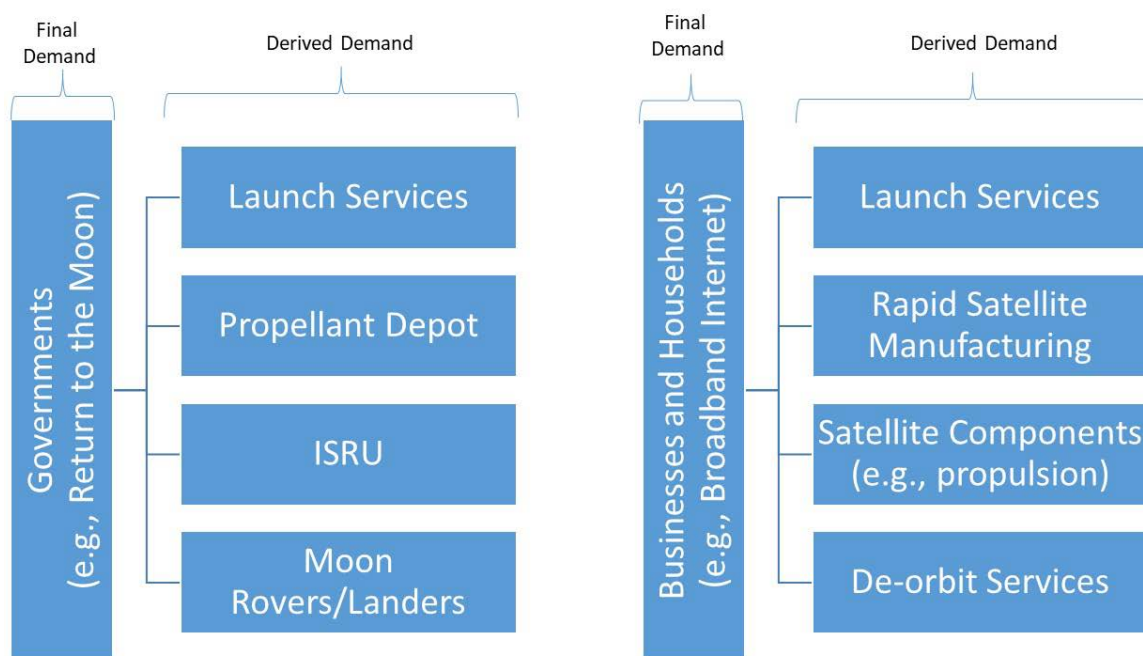 Final
Demand
Derived Demand
Governments
(e.g., Return to the Moon)
Launch Services
Propellant Depot
ISRU
Moon
Rovers/Landers
Final
Demand
Derived Demand
Businesses and Households
(e.g., Broadband Internet)
Launch Services
Rapid Satellite
Manufacturing
Satellite Components
(e.g., propulsion)
De-orbit Services